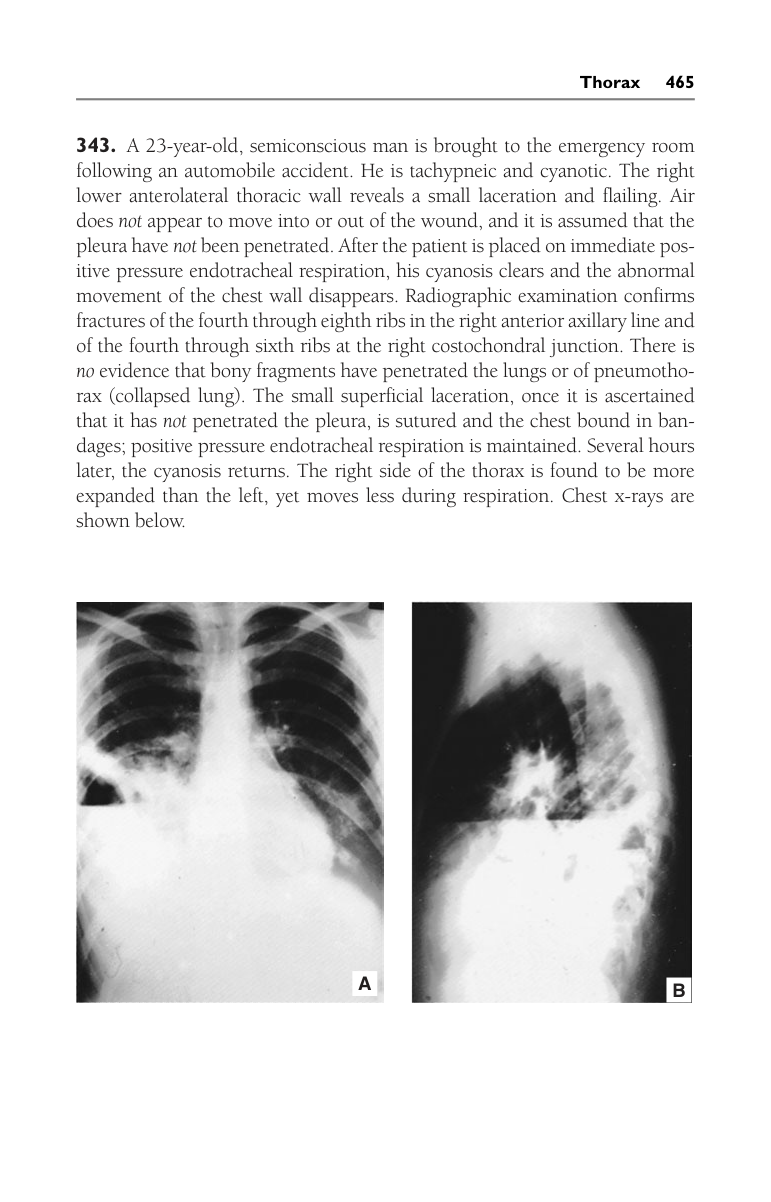 Thorax 465
343. A 23-year-old, semiconscious man is brought to the emergency room
following an automobile accident. He is tachypneic and cyanotic. The right
lower anterolateral thoracic wall reveals a small laceration and flailing. Air
does not appear to move into or out of the wound, and it is assumed that the
pleura have not been penetrated. After the patient is placed on immediate pos-
itive pressure endotracheal respiration, his cyanosis clears and the abnormal
movement of the chest wall disappears. Radiographic examination confirms
fractures of the fourth through eighth ribs in the right anterior axillary line and
of the fourth through sixth ribs at the right costochondral junction. There is
no evidence that bony fragments have penetrated the lungs or of pneumotho-
rax (collapsed lung). The small superficial laceration, once it is ascertained
that it has not penetrated the pleura, is sutured and the chest bound in ban-
dages; positive pressure endotracheal respiration is maintained. Several hours
later, the cyanosis returns. The right side of the thorax is found to be more
expanded than the left, yet moves less during respiration. Chest x-rays are
shown below.
A
B